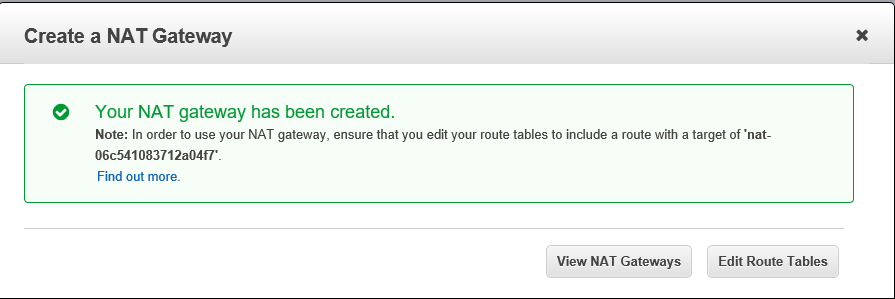 Create a NAT Gateway
Your NAT gateway has been created.
Note: In order to use your NAT gateway, ensure that you edit your route tables to include a route with a target of 'nat-
06c541083712a04f7'.
Find out more.
View NAT Gateways
Edit Route Tables